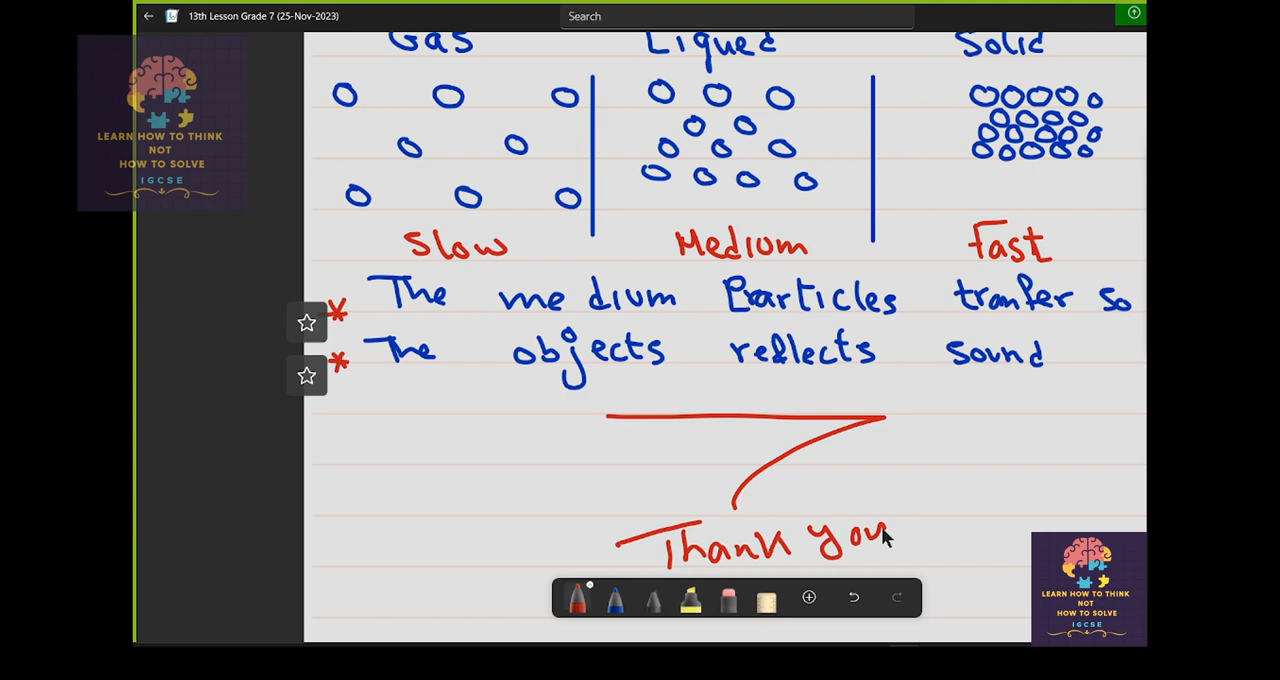 13th Lesson Grade 7 (25-Nov-2023)
Search
Gas Liqued Solid
LEARN HOW TO THINK
NOT
HOW TO SOLVE
IGCSE
Slow Medium Fast
* The medium Particles tranfer so
* The objects reflects sound
Thank you
LEARN HOW TO THINK
NOT
HOW TO SOLVE
IGCSE